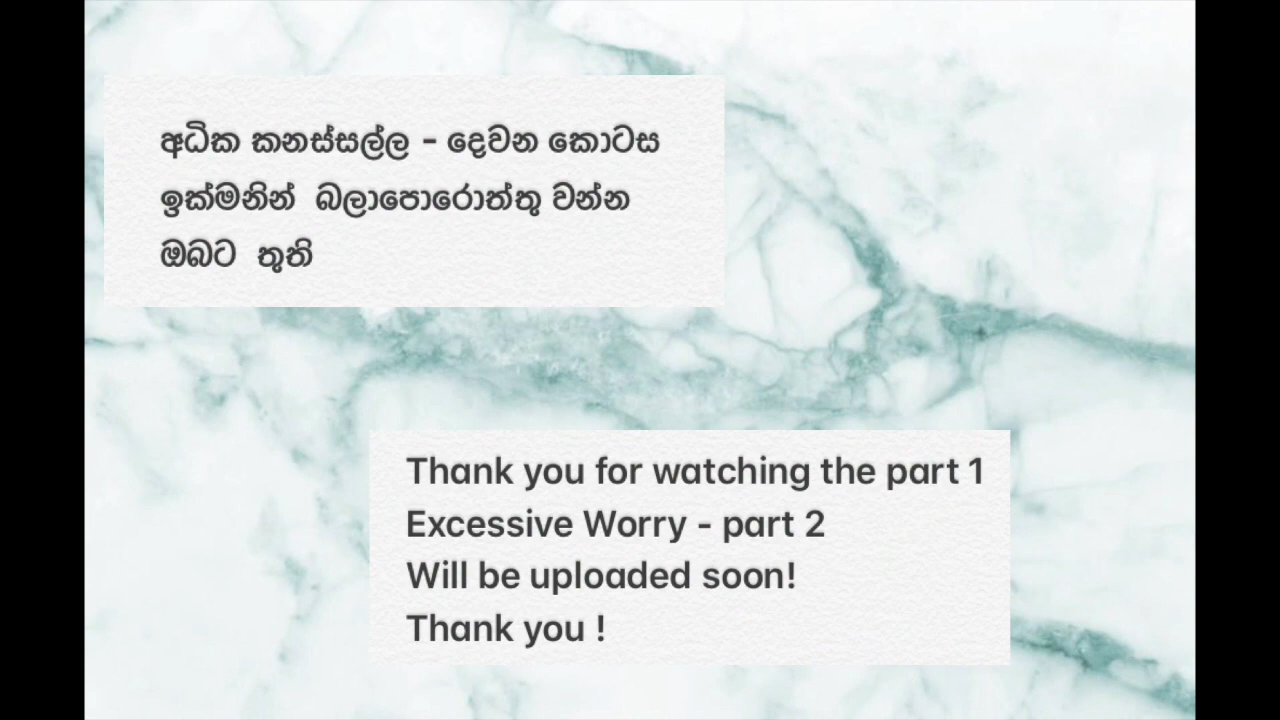 අධික කනස්සල්ල - දෙවන කොටස
ඉක්මනින් බලාපොරොත්තු වන්න
ඔබට තුති
Thank you for watching the part 1
Excessive Worry - part 2
Will be uploaded soon!
Thank you !